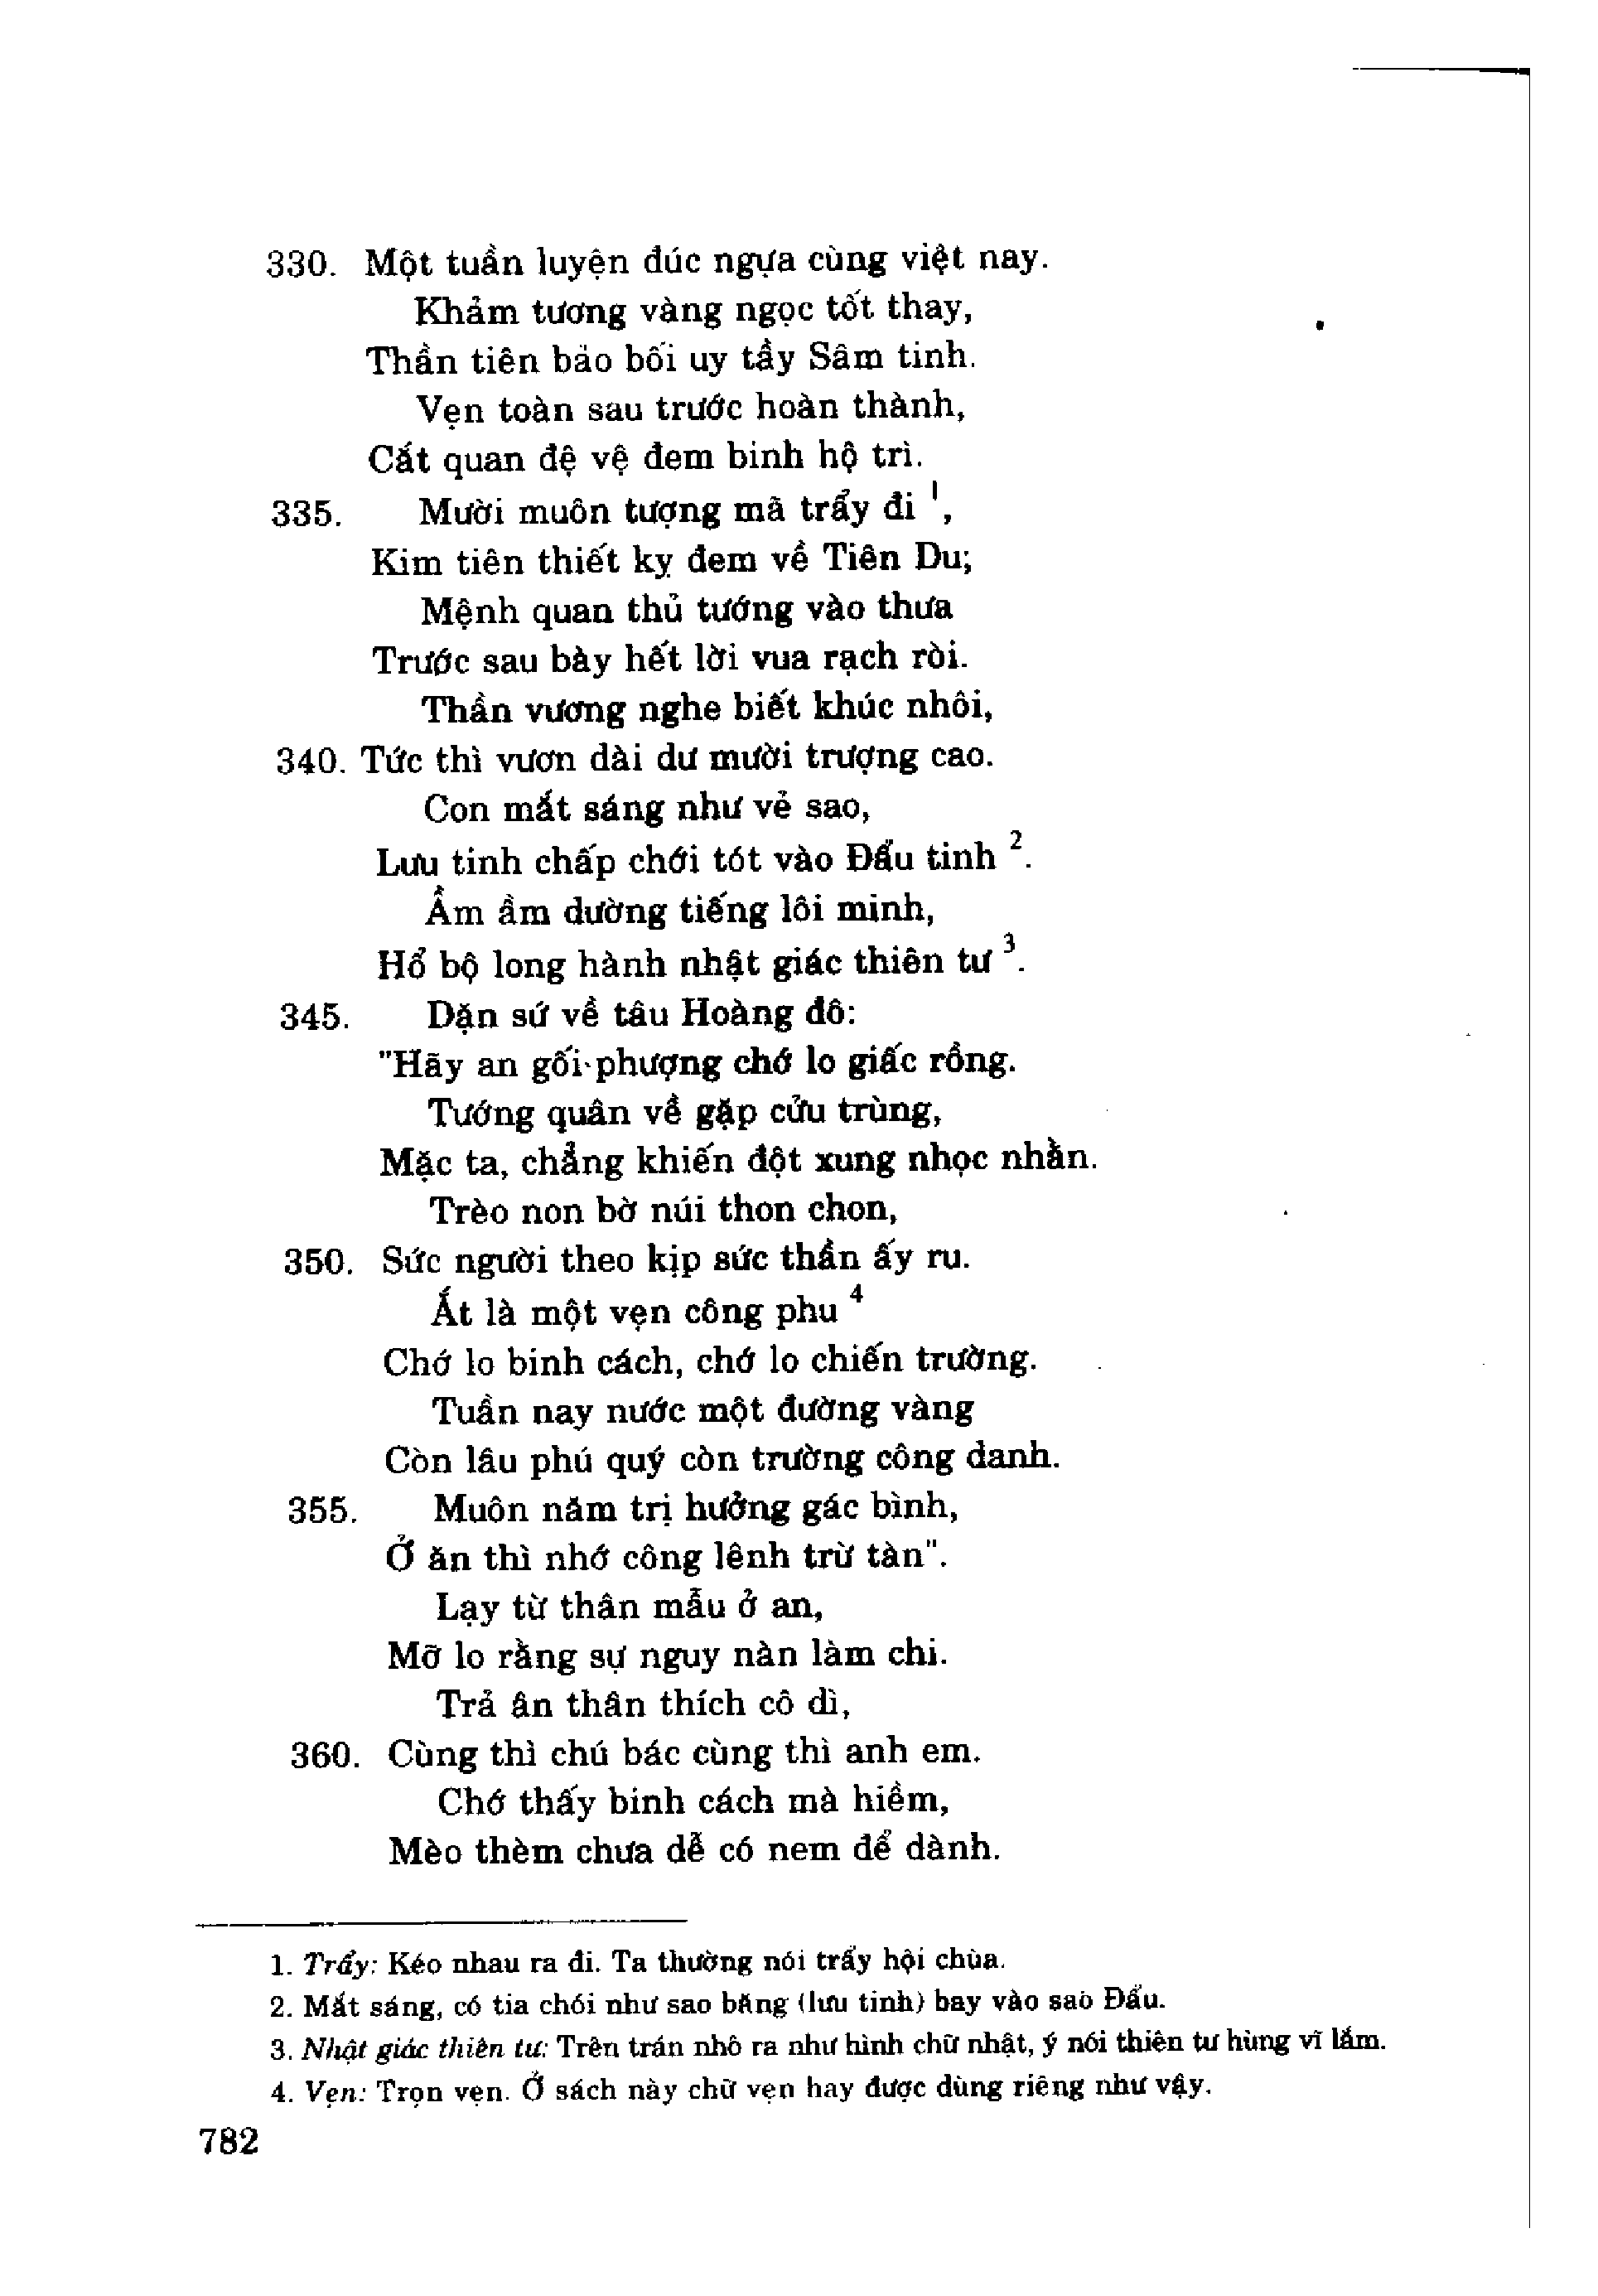 330. Một tuần luyện đúc ngựa cùng việt nay.
Khảm tương vàng ngọc tốt thay,
Thần tiên bảo bối uy tầy Sâm tinh.
Vẹn toàn sau trước hoàn thành,
Cắt quan đệ vệ đem binh hộ trì.
335. Mười muôn tượng mã trẩy đi ¹,
Kim tiên thiết kỵ đem về Tiên Du;
Mệnh quan thủ tướng vào thưa
Trước sau bày hết lời vua rạch ròi.
Thần vương nghe biết khúc nhôi,
340. Tức thì vươn dài dư mười trượng cao.
Con mắt sáng như vẻ sao,
Lưu tinh chấp chới tót vào Đẩu tinh ².
Ầm ầm dường tiếng lôi minh,
Hổ bộ long hành nhật giác thiên tư ³.
345. Dặn sứ về tâu Hoàng đô:
"Hãy an gối phượng chớ lo giấc rồng.
Tướng quân về gặp cửu trùng,
Mặc ta, chẳng khiến đột xung nhọc nhằn.
Trèo non bờ núi thon chon,
350. Sức người theo kịp sức thần ấy ru.
Ắt là một vẹn công phu ⁴
Chớ lo binh cách, chớ lo chiến trường.
Tuần nay nước một đường vàng
Còn lâu phú quý còn trường công danh.
355. Muôn năm trị hưởng gác bình,
Ở ăn thì nhớ công lênh trừ tàn".
Lạy từ thân mẫu ở an,
Mỡ lo rằng sự nguy nàn làm chi.
Trả ân thân thích cô dì,
360. Cùng thì chú bác cùng thì anh em.
Chớ thấy binh cách mà hiềm,
Mèo thèm chưa dễ có nem để dành.
1. Trẩy: Kéo nhau ra đi. Ta thường nói trẩy hội chùa.
2. Mắt sáng, có tia chói như sao băng (lưu tinh) bay vào sao Đẩu.
3. Nhật giác thiên tư: Trên trán nhô ra như hình chữ nhật, ý nói thiên tư hùng vĩ lắm.
4. Vẹn: Trọn vẹn. Ở sách này chữ vẹn hay được dùng riêng như vậy.
782